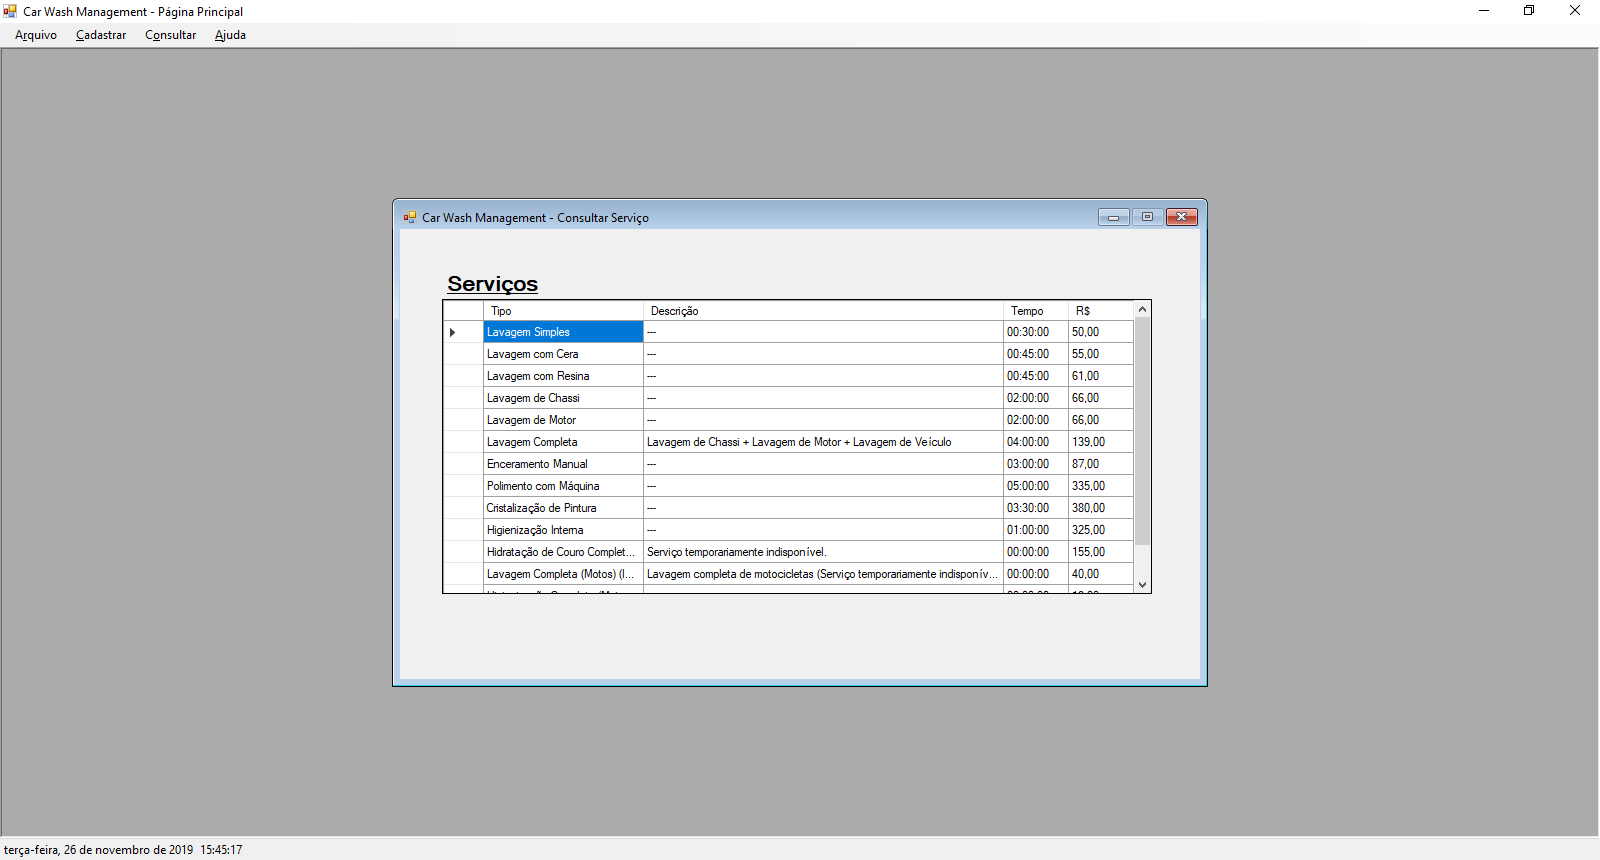 Car Wash Management - Página Principal
Arquivo Cadastrar Consultar Ajuda
Car Wash Management - Consultar Serviço
Serviços
Tipo Descrição Tempo R$
Lavagem Simples --- 00:30:00 50,00
Lavagem com Cera --- 00:45:00 55,00
Lavagem com Resina --- 00:45:00 61,00
Lavagem de Chassi --- 02:00:00 66,00
Lavagem de Motor --- 02:00:00 66,00
Lavagem Completa Lavagem de Chassi + Lavagem de Motor + Lavagem de Veículo 04:00:00 139,00
Enceramento Manual --- 03:00:00 87,00
Polimento com Máquina --- 05:00:00 335,00
Cristalização de Pintura --- 03:30:00 380,00
Higienização Interna --- 01:00:00 325,00
Hidratação de Couro Complet... Serviço temporariamente indisponível. 00:00:00 155,00
Lavagem Completa (Motos) (I... Lavagem completa de motocicletas (Serviço temporariamente indisponív... 00:00:00 40,00
terça-feira, 26 de novembro de 2019 15:45:17